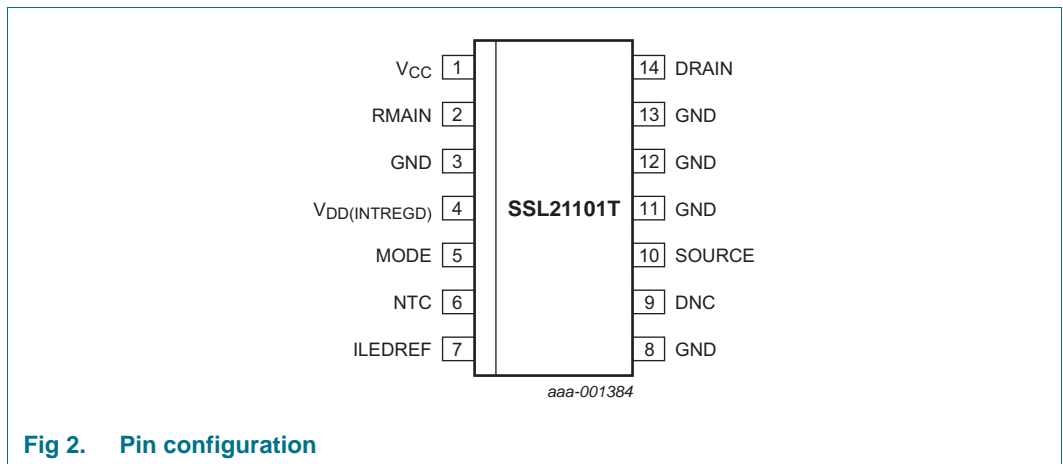 VCC 1 14 DRAIN
RMAIN 2 13 GND
GND 3 12 GND
VDD(INTREGD) 4 SSL21101T 11 GND
MODE 5 10 SOURCE
NTC 6 9 DNC
ILEDREF 7 8 GND
aaa-001384
Fig 2. Pin configuration